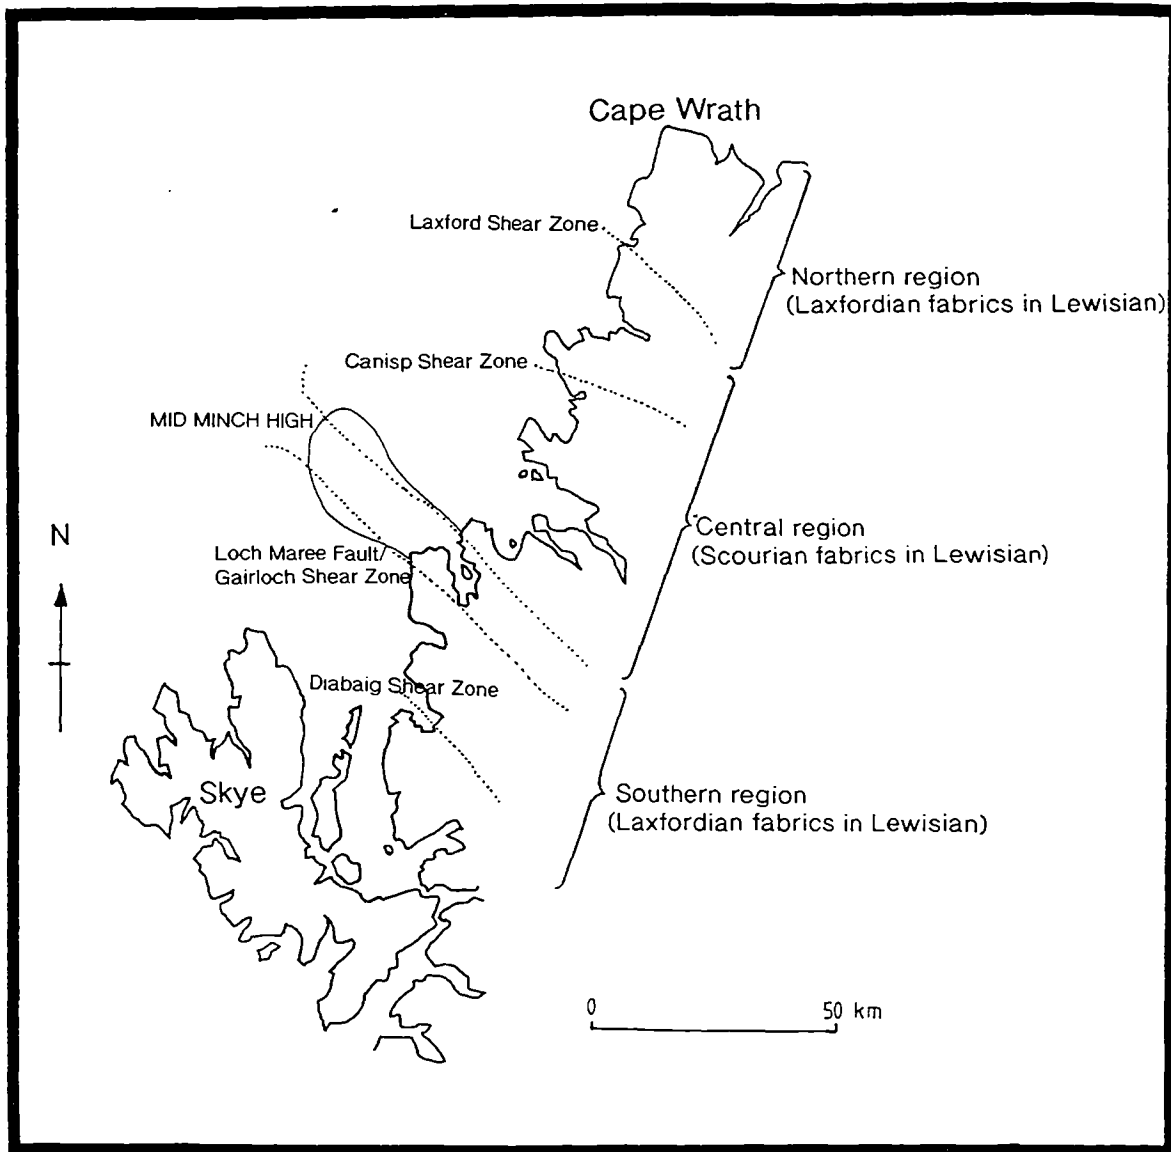 Cape Wrath
Laxford Shear Zone
Northern region
(Laxfordian fabrics in Lewisian)
Canisp Shear Zone
MID MINCH HIGH
N
Central region
(Scourian fabrics in Lewisian)
Loch Maree Fault/
Gairloch Shear Zone
Diabaig Shear Zone
Skye
Southern region
(Laxfordian fabrics in Lewisian)
0
50 km